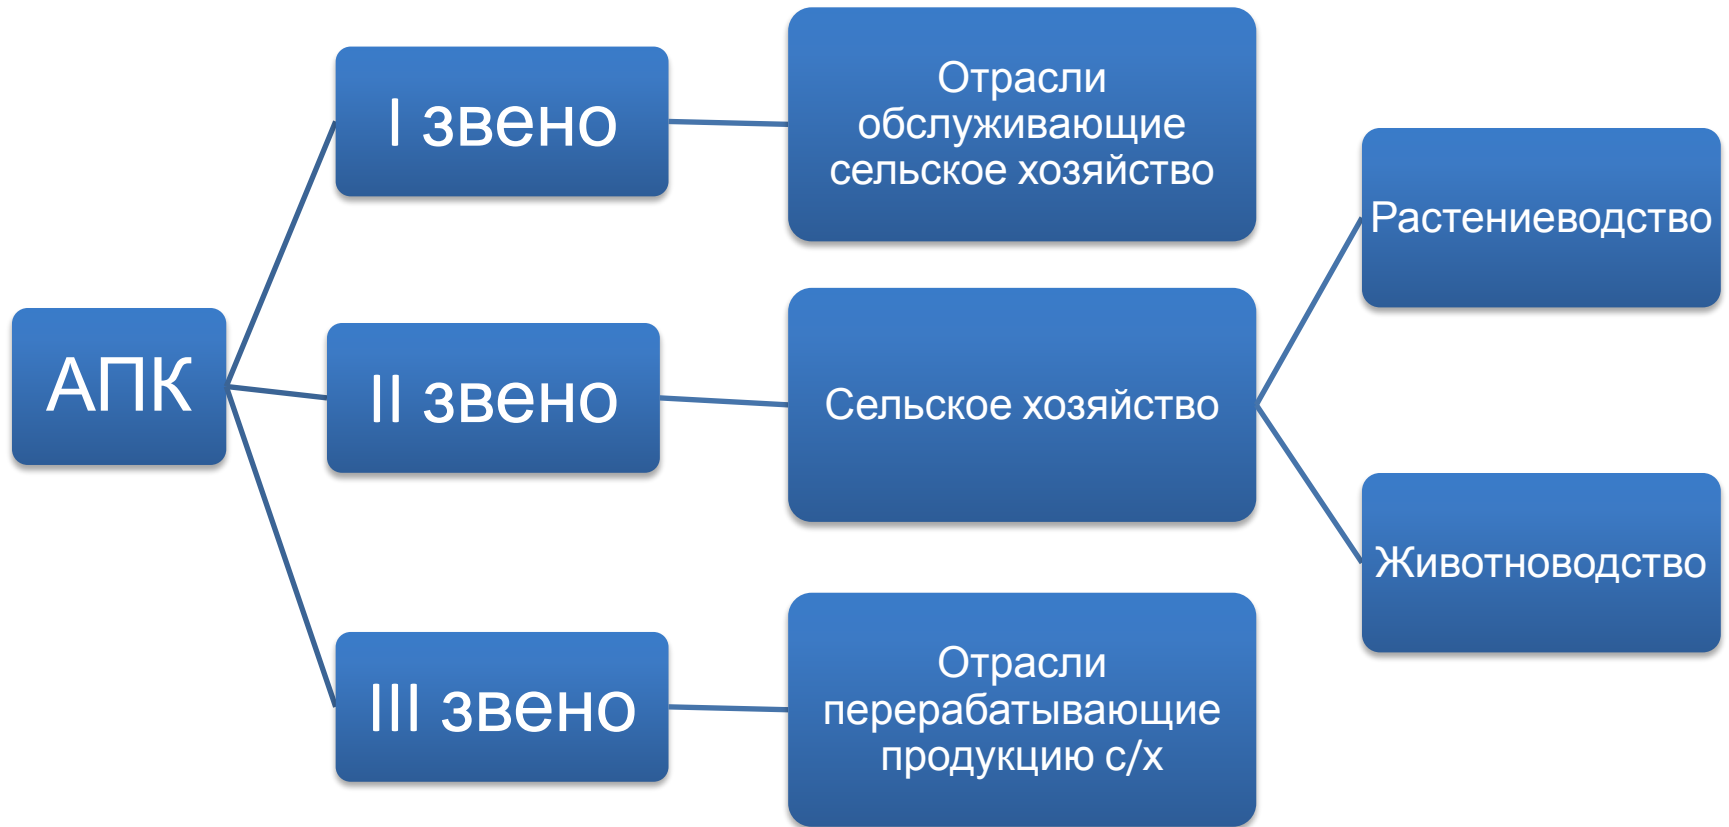 АПК
I звено
Отрасли
обслуживающие
сельское хозяйство
II звено
Сельское хозяйство
Растениеводство
Животноводство
III звено
Отрасли
перерабатывающие
продукцию с/х